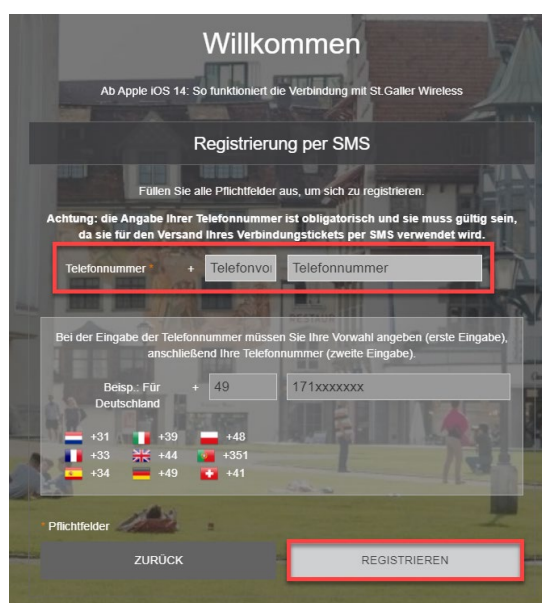 Willkommen
Ab Apple iOS 14: So funktioniert die Verbindung mit St.Galler Wireless
Registrierung per SMS
Füllen Sie alle Pflichtfelder aus, um sich zu registrieren.
Achtung: die Angabe Ihrer Telefonnummer ist obligatorisch und sie muss gültig sein,
da sie für den Versand Ihres Verbindungstickets per SMS verwendet wird.
Telefonnummer * + Telefonvor Telefonnummer
Bei der Eingabe der Telefonnummer müssen Sie Ihre Vorwahl angeben (erste Eingabe),
anschließend Ihre Telefonnummer (zweite Eingabe).
Beisp.: Für + 49 171xxxxxxx
Deutschland
+31 +39 +48
+33 +44 +351
+34 +49 +41
* Pflichtfelder
ZURÜCK REGISTRIEREN